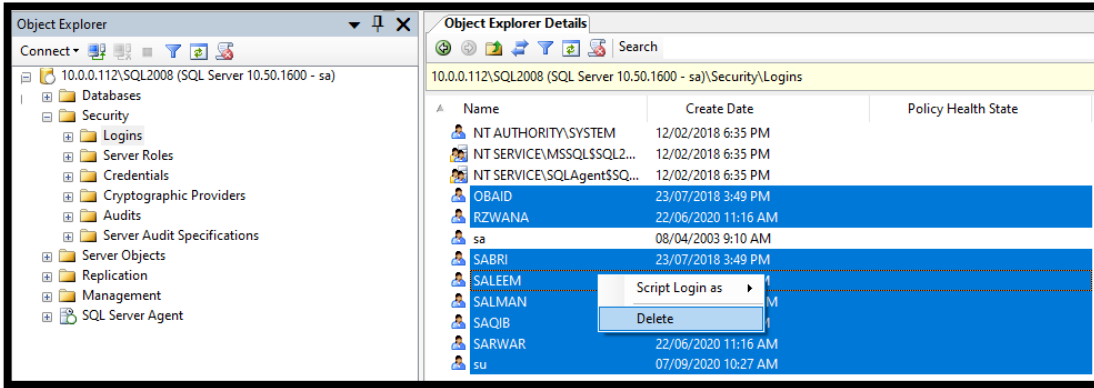 Object Explorer
Connect
10.0.0.112\SQL2008 (SQL Server 10.50.1600 - sa)
Databases
Security
Logins
Server Roles
Credentials
Cryptographic Providers
Audits
Server Audit Specifications
Server Objects
Replication
Management
SQL Server Agent
Object Explorer Details
Search
10.0.0.112\SQL2008 (SQL Server 10.50.1600 - sa)\Security\Logins
Name Create Date Policy Health State
NT AUTHORITY\SYSTEM 12/02/2018 6:35 PM
NT SERVICE\MSSQL$SQL2... 12/02/2018 6:35 PM
NT SERVICE\SQLAgent$SQ... 12/02/2018 6:35 PM
OBAID 23/07/2018 3:49 PM
RZWANA 22/06/2020 11:16 AM
sa 08/04/2003 9:10 AM
SABRI 23/07/2018 3:49 PM
SALEEM
SALMAN
SAQIB
SARWAR 22/06/2020 11:16 AM
su 07/09/2020 10:27 AM
Script Login as
Delete